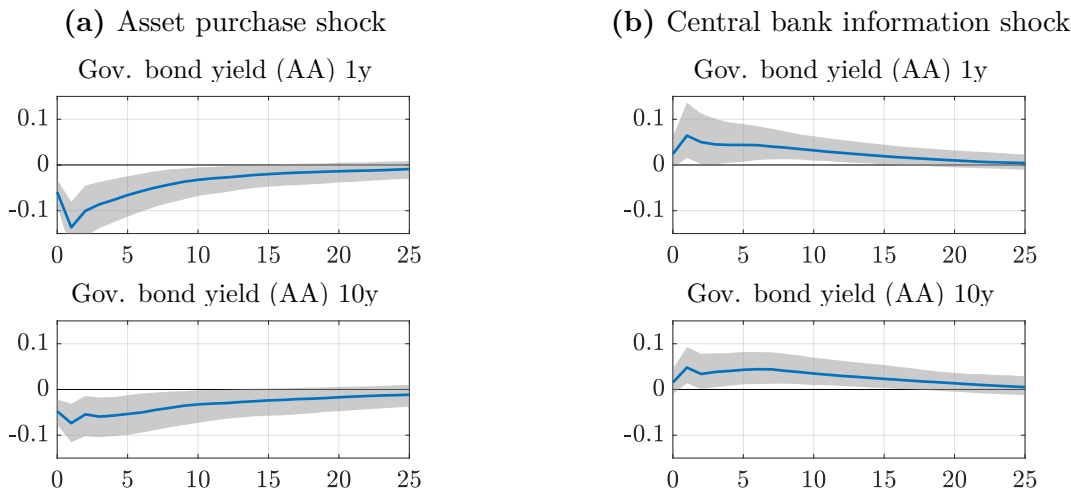 (a) Asset purchase shock
Gov. bond yield (AA) 1y
0.1
0
-0.1
0 5 10 15 20 25
Gov. bond yield (AA) 10y
0.1
0
-0.1
0 5 10 15 20 25
(b) Central bank information shock
Gov. bond yield (AA) 1y
0.1
0
-0.1
0 5 10 15 20 25
Gov. bond yield (AA) 10y
0.1
0
-0.1
0 5 10 15 20 25